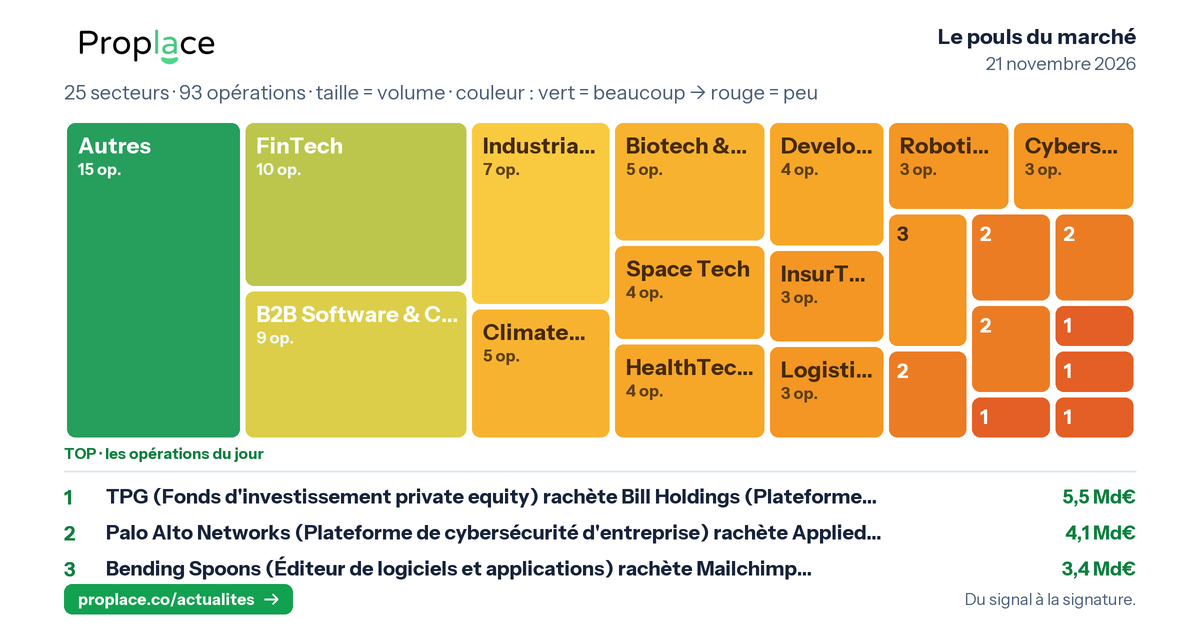 Proplace
Le pouls du marché
21 novembre 2026
25 secteurs · 93 opérations · taille = volume · couleur : vert = beaucoup → rouge = peu
Autres
15 op.
FinTech
10 op.
B2B Software & C...
9 op.
Industria...
7 op.
Climate...
5 op.
Biotech &...
5 op.
Space Tech
4 op.
HealthTec...
4 op.
Develo...
4 op.
InsurT...
3 op.
Logisti...
3 op.
Roboti...
3 op.
Cybers...
3 op.
3
2
2
2
2
1
1
1
1
TOP · les opérations du jour
1 TPG (Fonds d'investissement private equity) rachète Bill Holdings (Plateforme... 5,5 Md€
2 Palo Alto Networks (Plateforme de cybersécurité d'entreprise) rachète Applied... 4,1 Md€
3 Bending Spoons (Éditeur de logiciels et applications) rachète Mailchimp... 3,4 Md€
proplace.co/actualites →
Du signal à la signature.